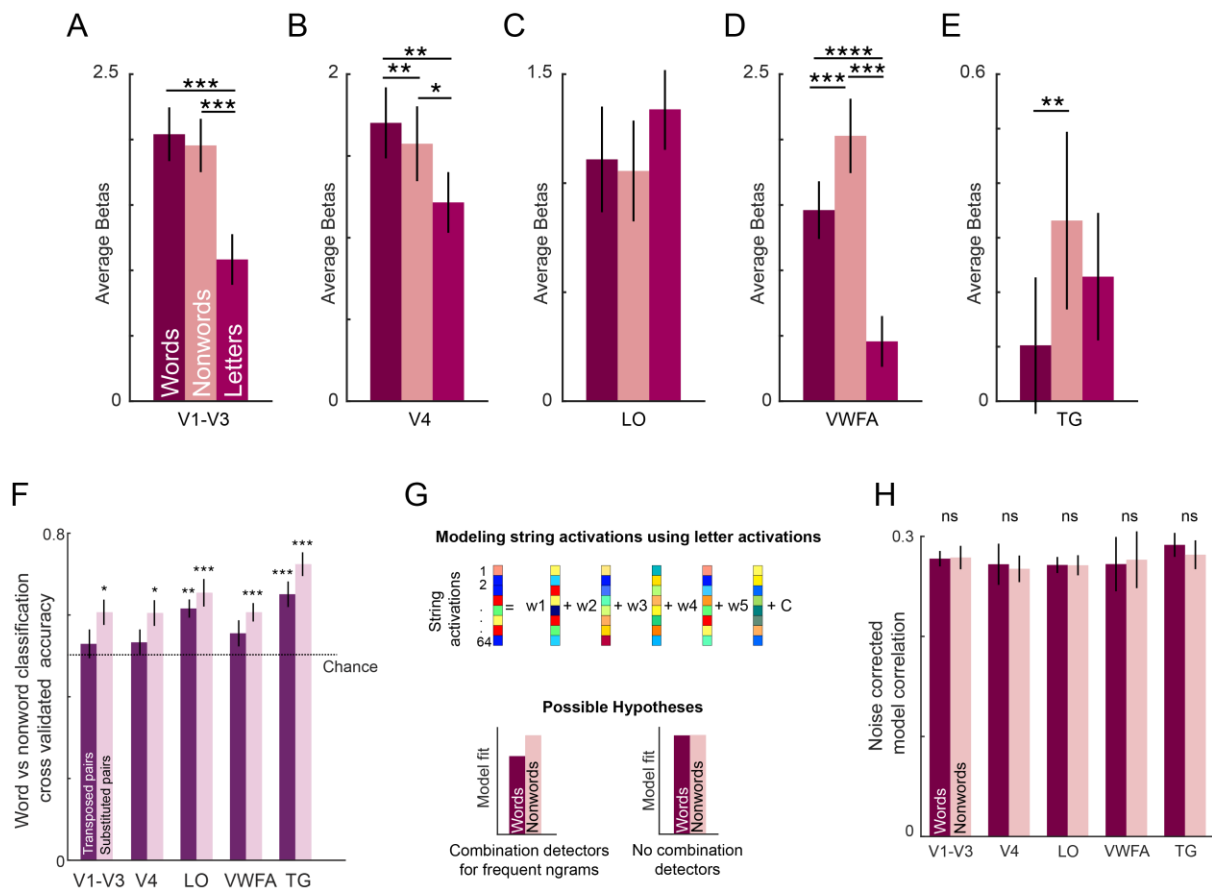 A
2.5
***
***
Average Betas
0
Words
Nonwords
Letters
V1-V3
B
2
**
**
*
Average Betas
0
V4
C
1.5
Average Betas
0
LO
D
2.5
****
***
***
Average Betas
0
VWFA
E
0.6
**
Average Betas
0
TG
F
0.8
Word vs nonword classification
cross validated accuracy
0
*
*
**
***
***
***
***
Chance
Transposed pairs
Substituted pairs
V1-V3 V4 LO VWFA TG
G
Modeling string activations using letter activations
String
activations
1
2
.
.
.
64
= w1 + w2 + w3 + w4 + w5 + C
Possible Hypotheses
Model fit
Words
Nonwords
Combination detectors
for frequent ngrams
Model fit
Words
Nonwords
No combination
detectors
H
ns ns ns ns ns
0.3
Noise corrected
model correlation
0
Words
Nonwords
V1-V3 V4 LO VWFA TG